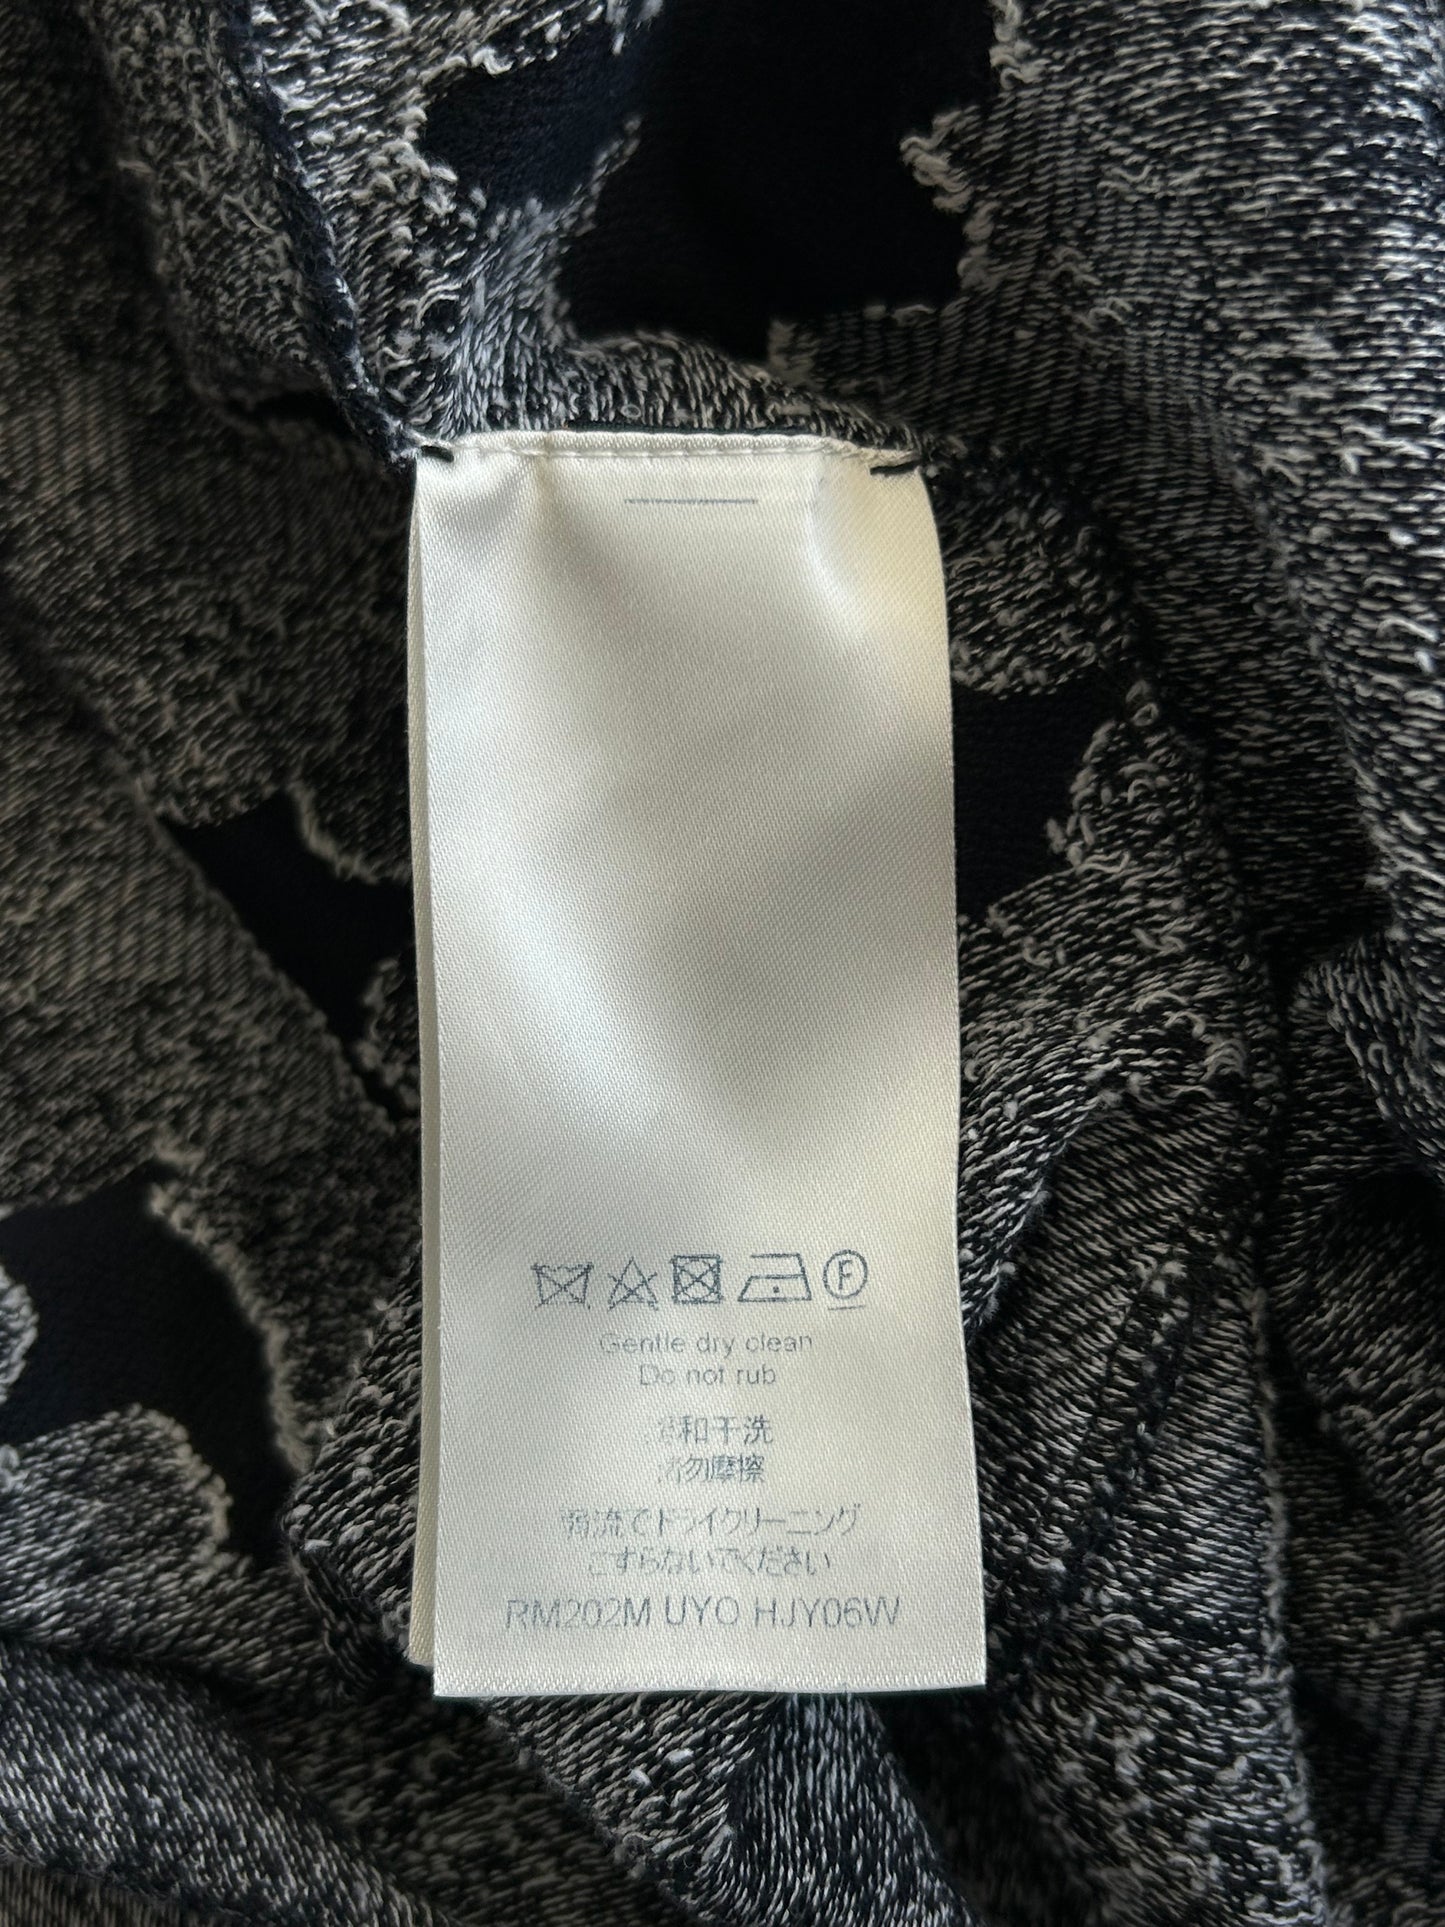 F
Gentle dry clean
Do not rub
温和干洗
请勿摩擦
弱流でドライクリーニング
こすらないでください
RM202M UYO HJY06W